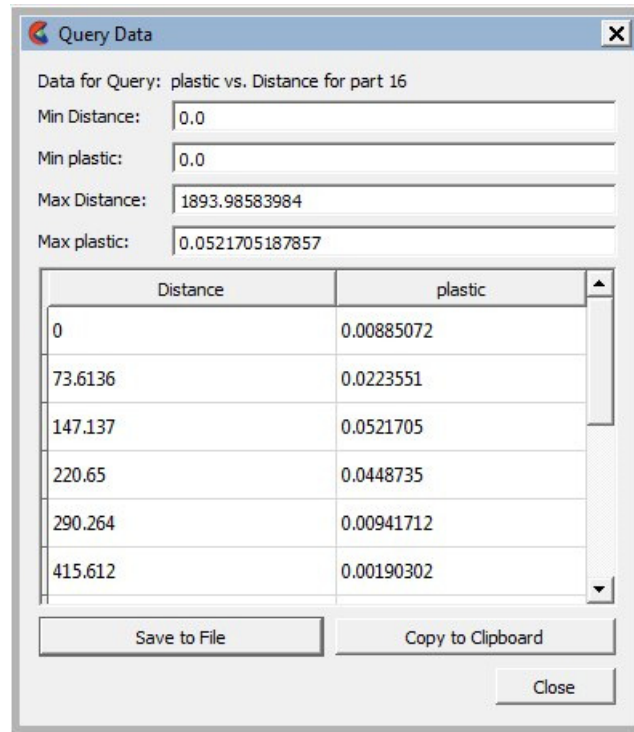 Query Data
Data for Query: plastic vs. Distance for part 16
Min Distance: 0.0
Min plastic: 0.0
Max Distance: 1893.98583984
Max plastic: 0.0521705187857
Distance plastic
0 0.00885072
73.6136 0.0223551
147.137 0.0521705
220.65 0.0448735
290.264 0.00941712
415.612 0.00190302
Save to File Copy to Clipboard
Close